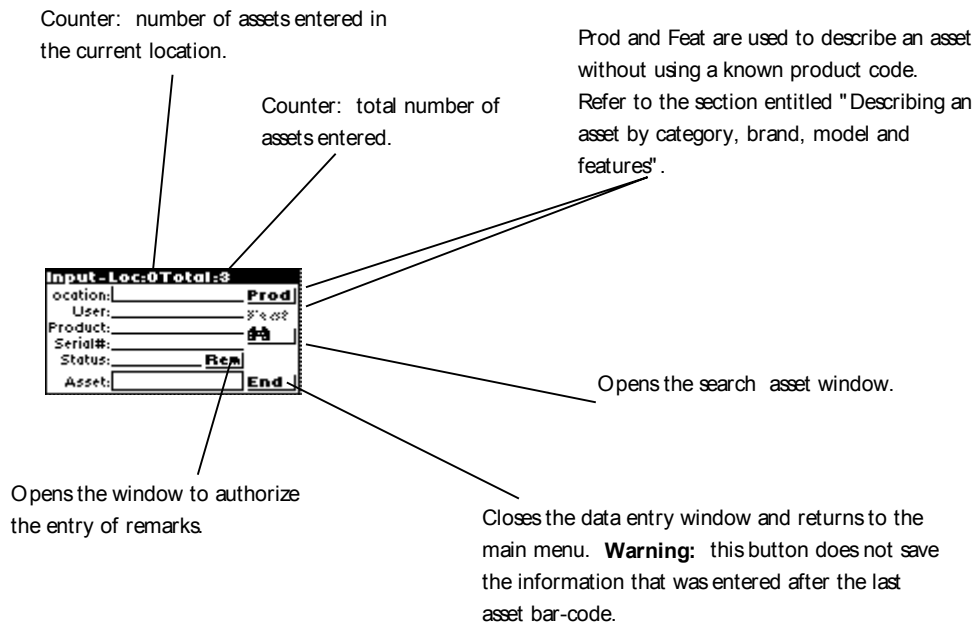 Counter: number of assets entered in
the current location.
Counter: total number of
assets entered.
Prod and Feat are used to describe an asset
without using a known product code.
Refer to the section entitled "Describing an
asset by category, brand, model and
features".
Input-Loc:0Total:3
ocation:
Prod
User:
Feat
Product:
Serial#:
Status:
Rem
Asset:
End
Opens the search asset window.
Opens the window to authorize
the entry of remarks.
Closes the data entry window and returns to the
main menu. Warning: this button does not save
the information that was entered after the last
asset bar-code.